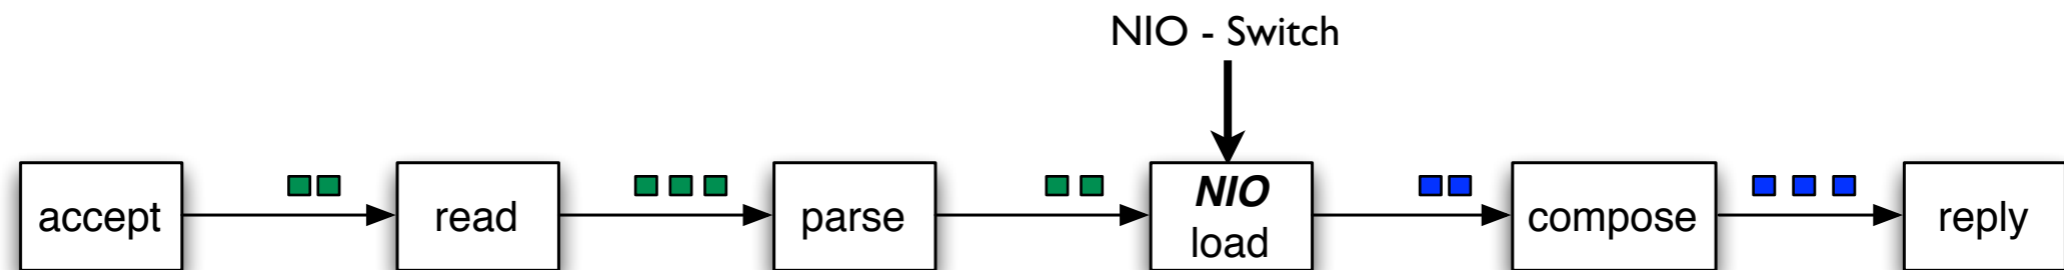 NIO - Switch
accept
read
parse
NIO
load
compose
reply